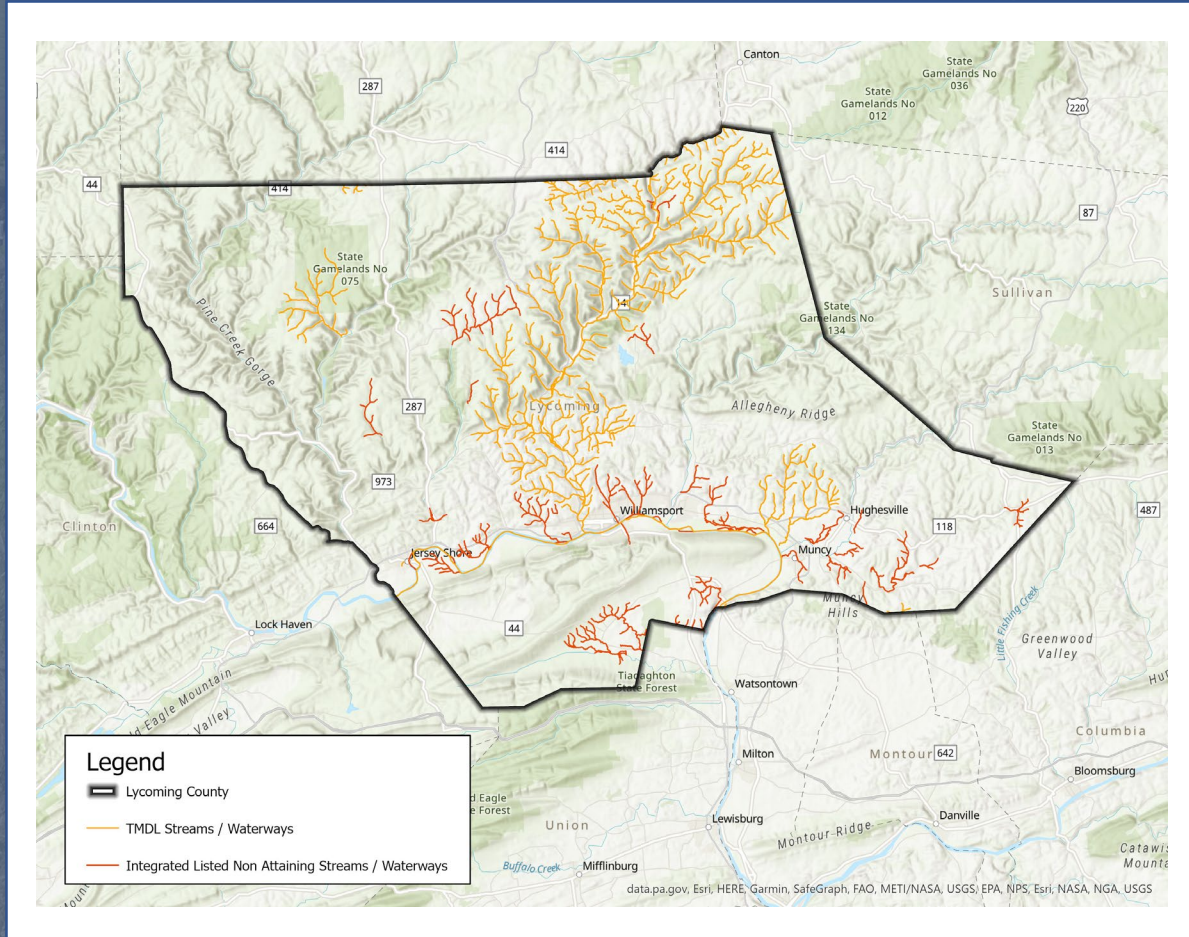 Canton
State
Gamelands No
036
State
Gamelands No
012
287
220
414
44
414
87
State
Gamelands No
075
Pine Creek Gorge
14
Sullivan
State
Gamelands No
134
287
Lycoming
Allegheny Ridge
State
Gamelands No
013
973
Clinton
664
Williamsport
Hughesville
118
487
Jersey Shore
Muncy
Muncy
Hills
Little Fishing Creek
Lock Haven
44
Greenwood
Valley
Tiadaghton
State Forest
Watsontown
Eagle Mountain
Valley
Columbia
Milton
Montour
642
Bloomsburg
Legend
Lycoming County
TMDL Streams / Waterways
Integrated Listed Non Attaining Streams / Waterways
Eagle
Forest
Union
Lewisburg
Danville
Montour Ridge
Buffalo Creek
Mifflinburg
data.pa.gov, Esri, HERE, Garmin, SafeGraph, FAO, METI/NASA, USGS, EPA, NPS, Esri, NASA, NGA, USGS